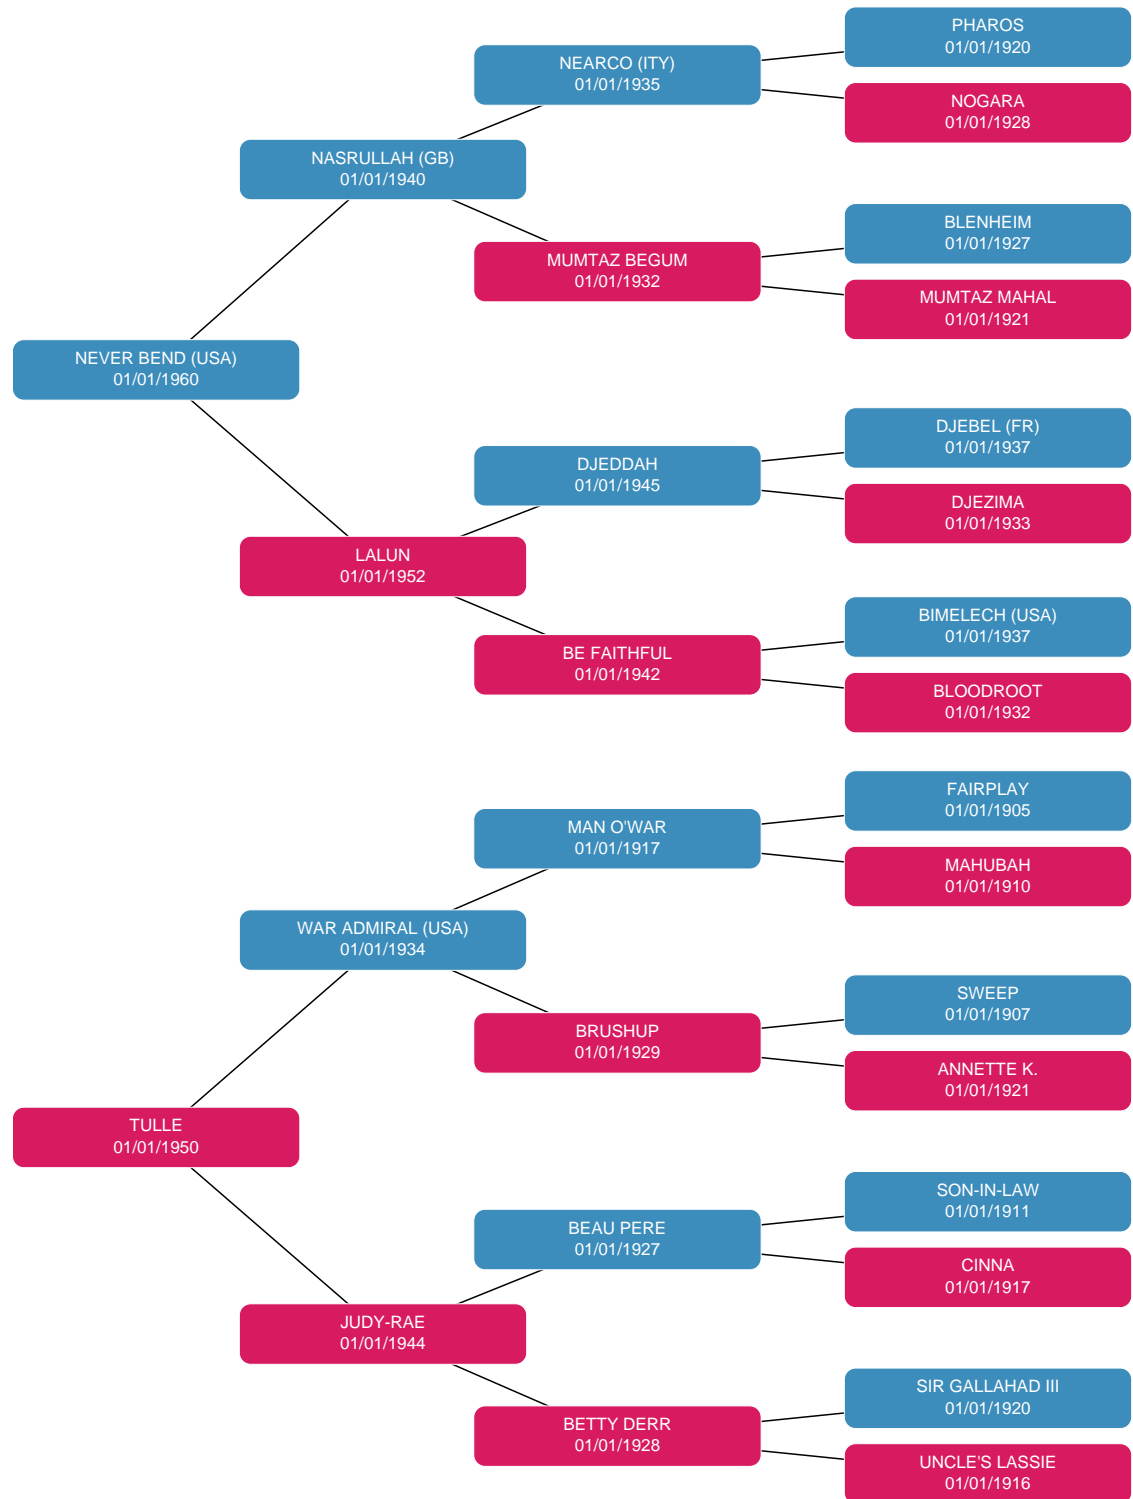 PHAROS
01/01/1920
NEARCO (ITY)
01/01/1935
NOGARA
01/01/1928
NASRULLAH (GB)
01/01/1940
BLENHEIM
01/01/1927
MUMTAZ BEGUM
01/01/1932
MUMTAZ MAHAL
01/01/1921
NEVER BEND (USA)
01/01/1960
DJEBEL (FR)
01/01/1937
DJEDDAH
01/01/1945
DJEZIMA
01/01/1933
LALUN
01/01/1952
BIMELECH (USA)
01/01/1937
BE FAITHFUL
01/01/1942
BLOODROOT
01/01/1932
FAIRPLAY
01/01/1905
MAN O'WAR
01/01/1917
MAHUBAH
01/01/1910
WAR ADMIRAL (USA)
01/01/1934
SWEEP
01/01/1907
BRUSHUP
01/01/1929
ANNETTE K.
01/01/1921
TULLE
01/01/1950
SON-IN-LAW
01/01/1911
BEAU PERE
01/01/1927
CINNA
01/01/1917
JUDY-RAE
01/01/1944
SIR GALLAHAD III
01/01/1920
BETTY DERR
01/01/1928
UNCLE'S LASSIE
01/01/1916